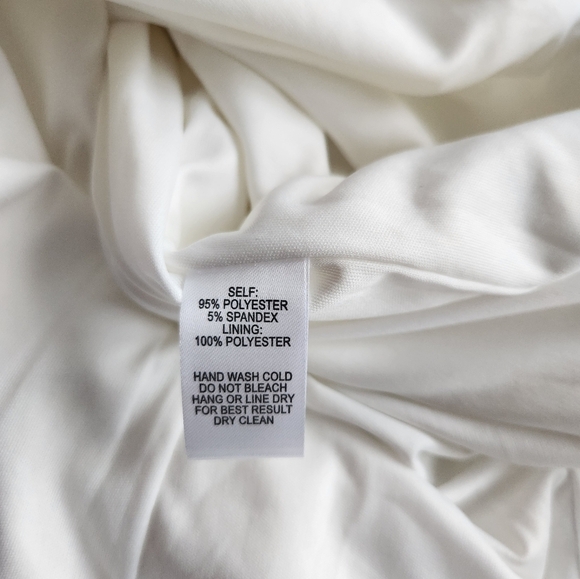 SELF:
95% POLYESTER
5% SPANDEX
LINING:
100% POLYESTER
HAND WASH COLD
DO NOT BLEACH
HANG OR LINE DRY
FOR BEST RESULT
DRY CLEAN